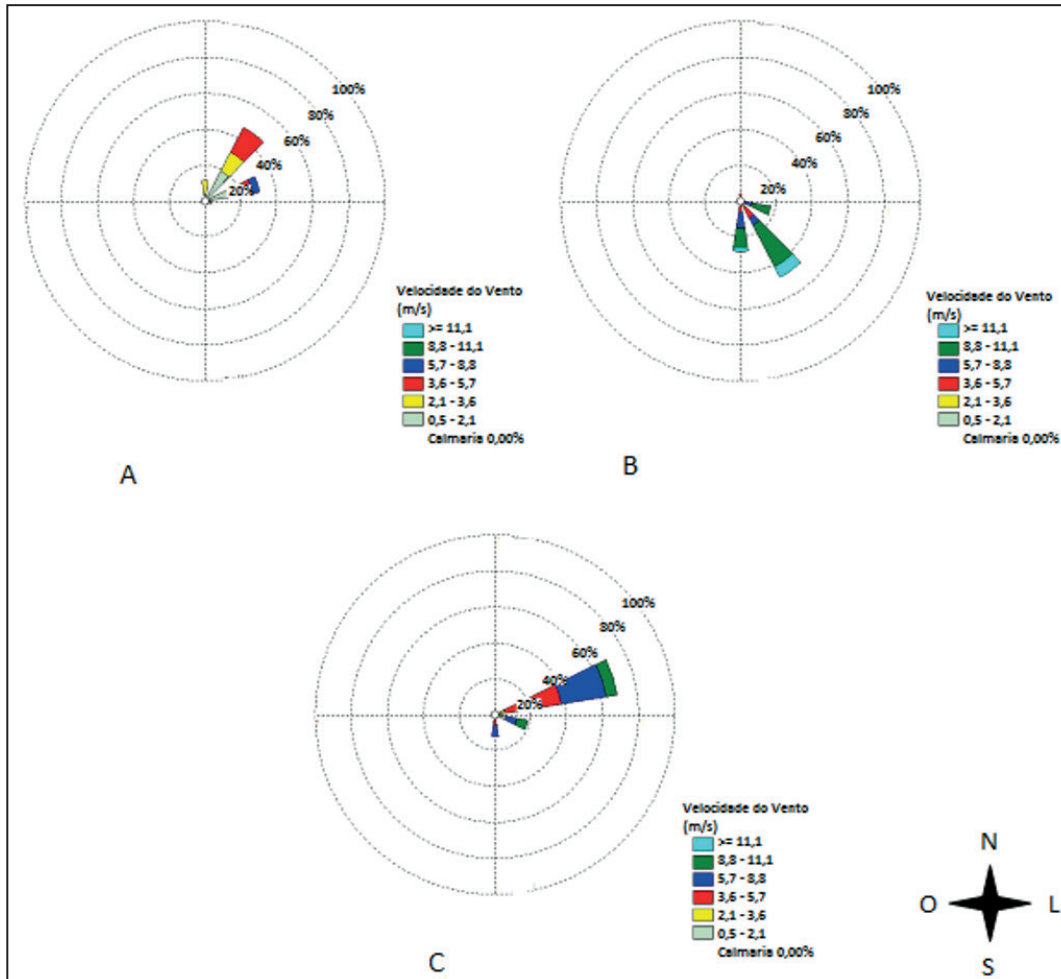 100%
80%
60%
40%
20%
Velocidade do Vento
(m/s)
>= 11,1
8,8 - 11,1
5,7 - 8,8
3,6 - 5,7
2,1 - 3,6
0,5 - 2,1
Calmaria 0,00%
A
100%
80%
60%
40%
20%
Velocidade do Vento
(m/s)
>= 11,1
8,8 - 11,1
5,7 - 8,8
3,6 - 5,7
2,1 - 3,6
0,5 - 2,1
Calmaria 0,00%
B
100%
80%
60%
40%
20%
Velocidade do Vento
(m/s)
>= 11,1
8,8 - 11,1
5,7 - 8,8
3,6 - 5,7
2,1 - 3,6
0,5 - 2,1
Calmaria 0,00%
C
N
O L
S